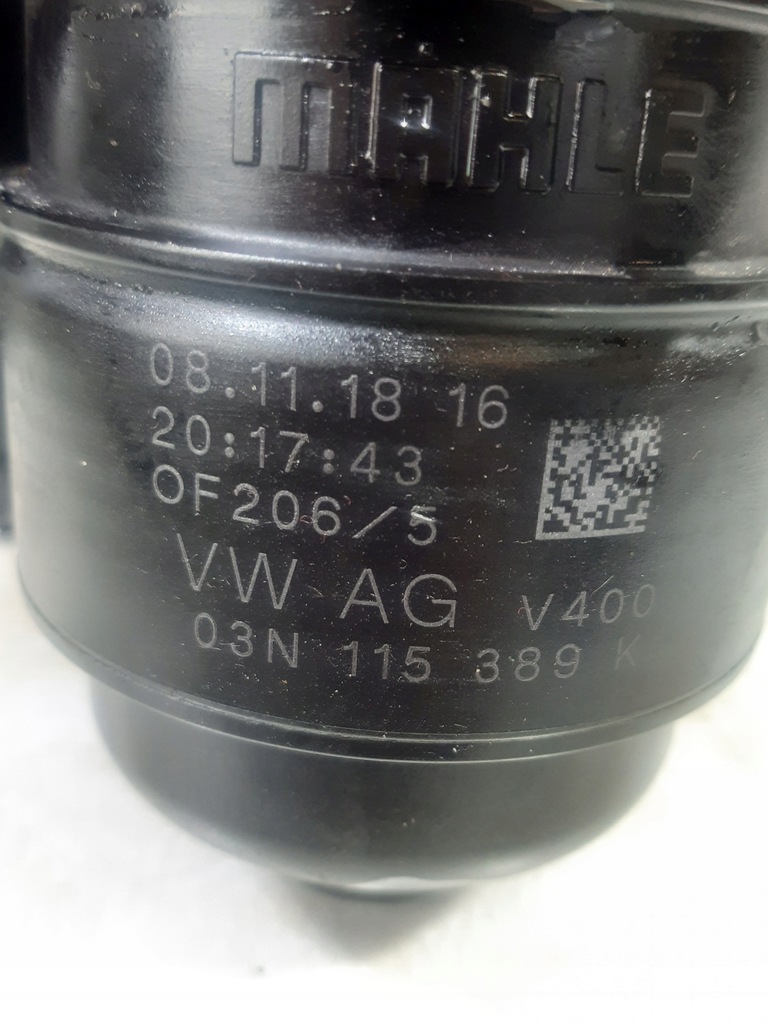 MAHLE
08.11.18 16
20:17:43
OF206/5
VW AG V400
03N 115 389 K